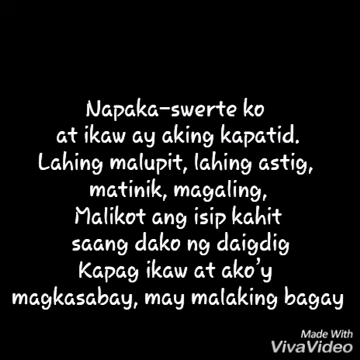 Napaka-swerte ko
at ikaw ay aking kapatid.
Lahing malupit, lahing astig,
matinik, magaling,
Malikot ang isip kahit
saang dako ng daigdig
Kapag ikaw at ako'y
magkasabay, may malaking bagay
Made With
VivaVideo